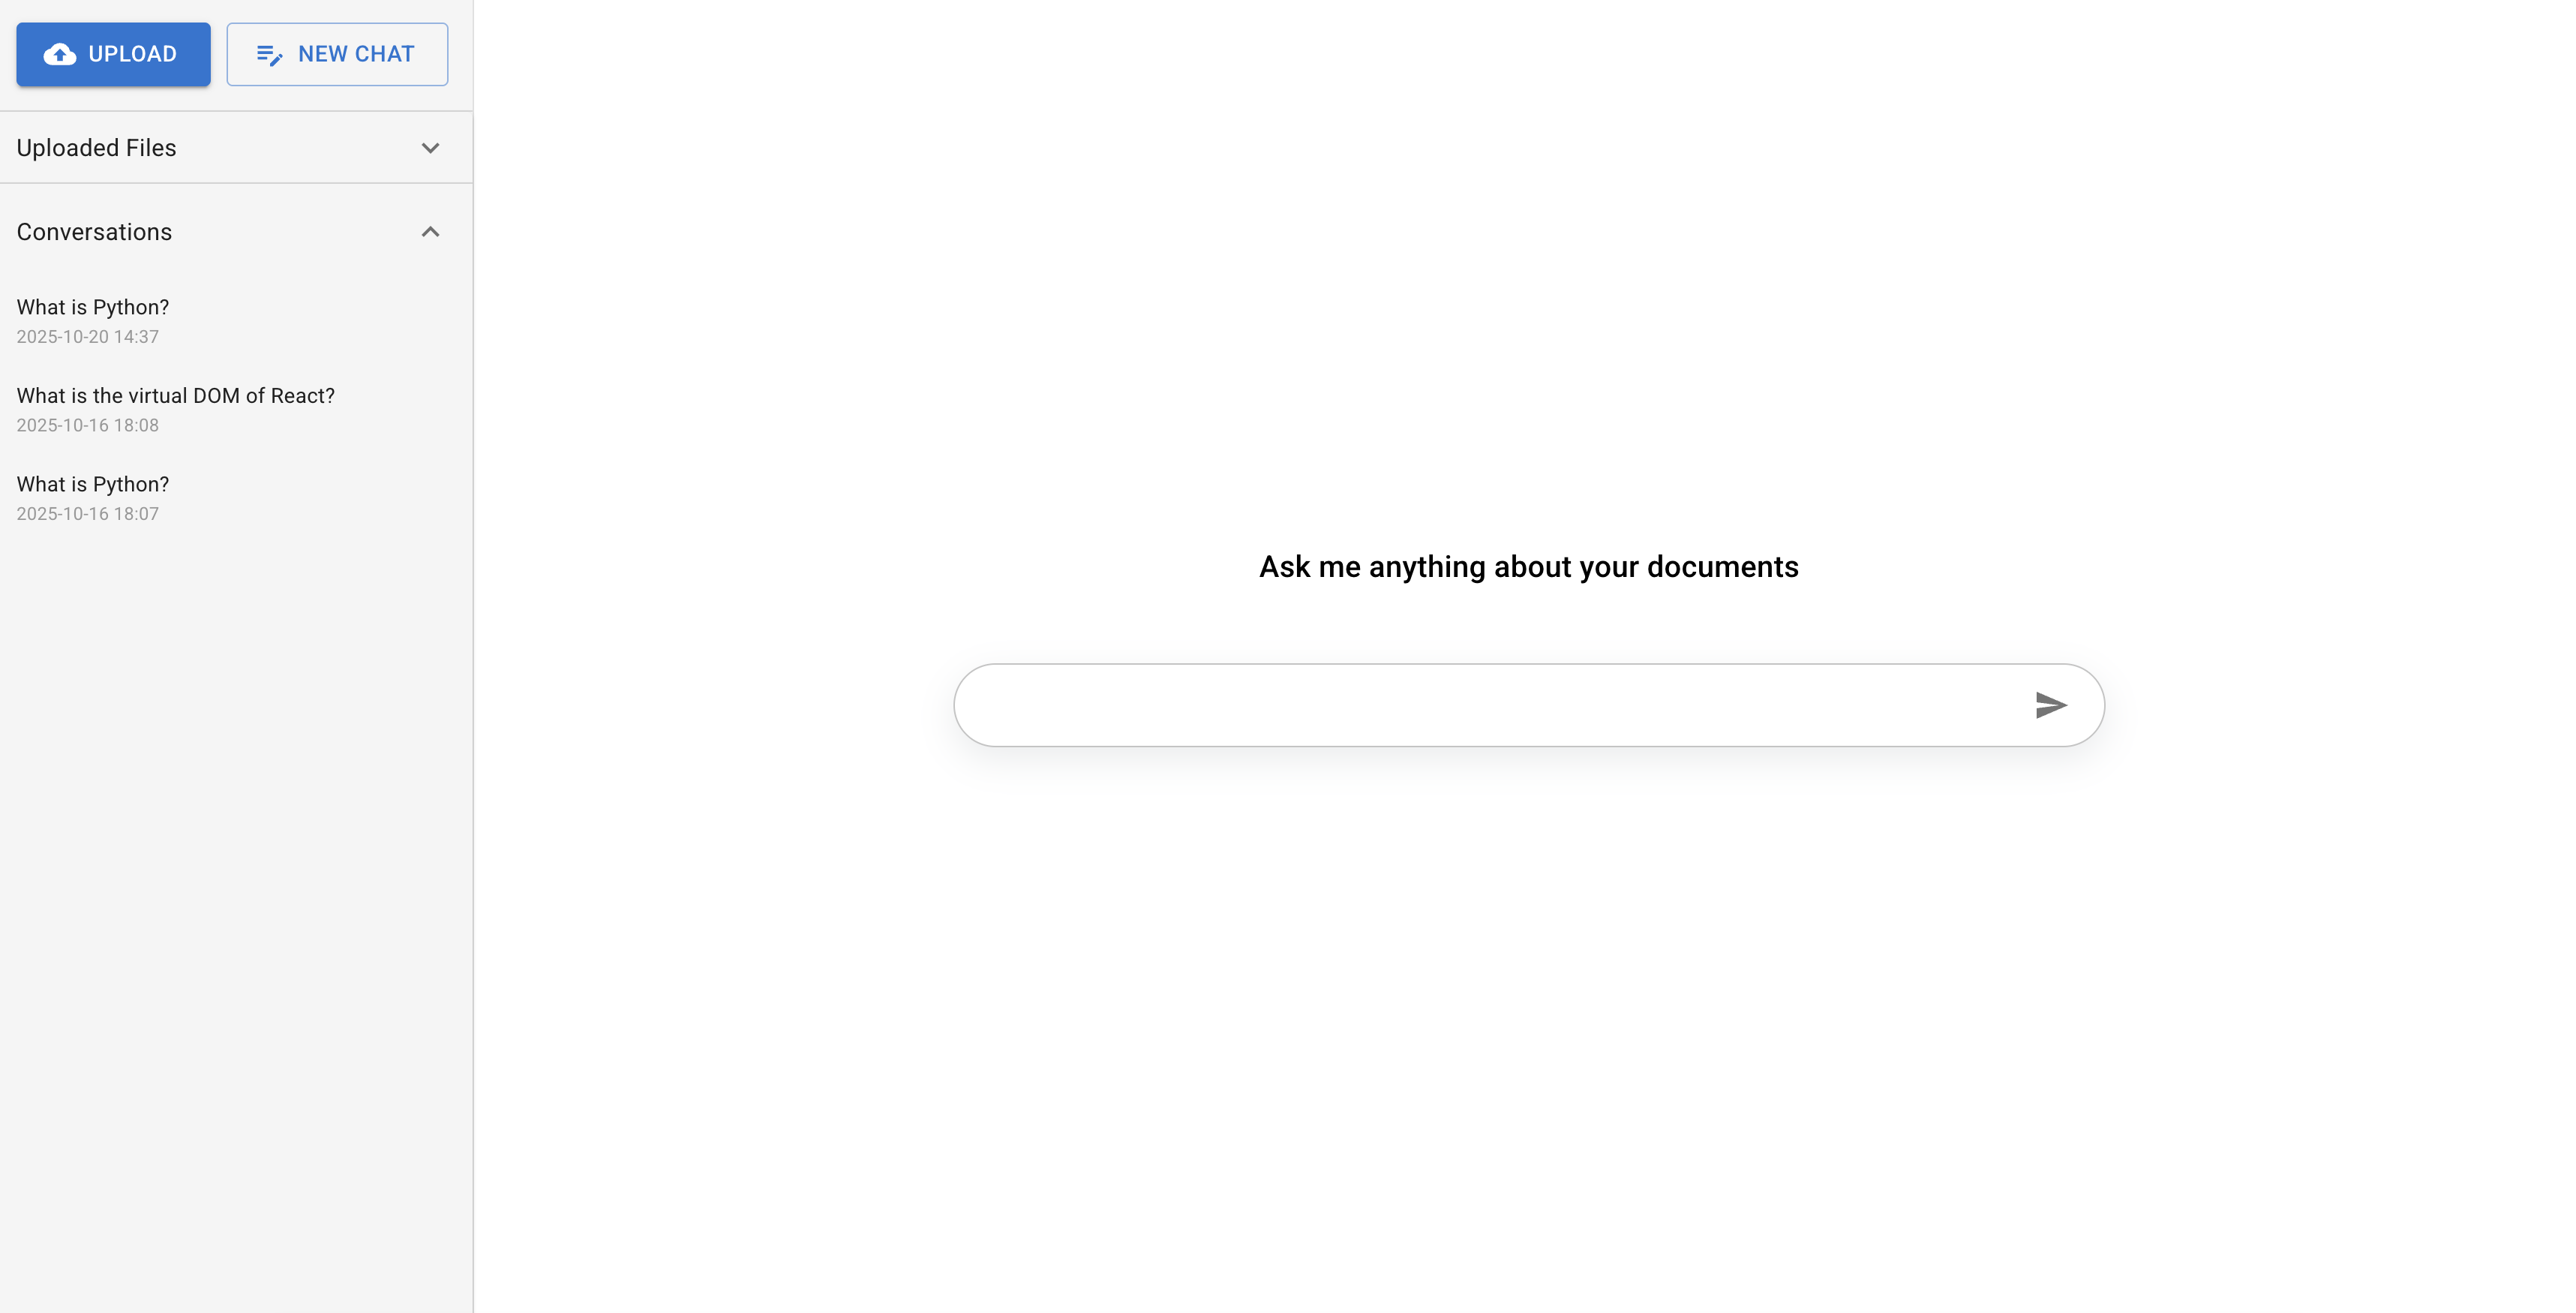 UPLOAD
NEW CHAT
Uploaded Files
Conversations
What is Python?
2025-10-20 14:37
What is the virtual DOM of React?
2025-10-16 18:08
What is Python?
2025-10-16 18:07
Ask me anything about your documents